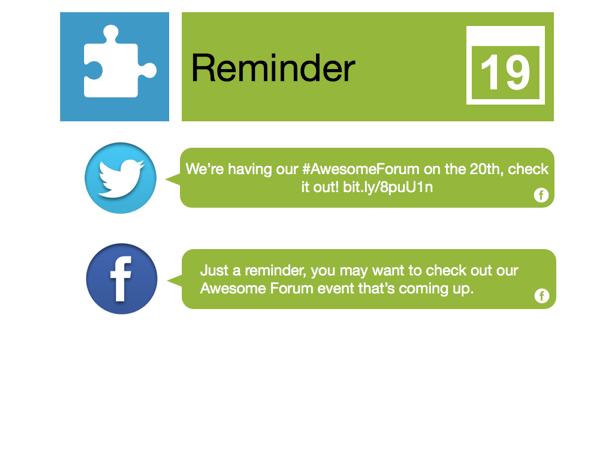 Reminder
19
We're having our #AwesomeForum on the 20th, check
it out! bit.ly/8puU1n
Just a reminder, you may want to check out our
Awesome Forum event that's coming up.